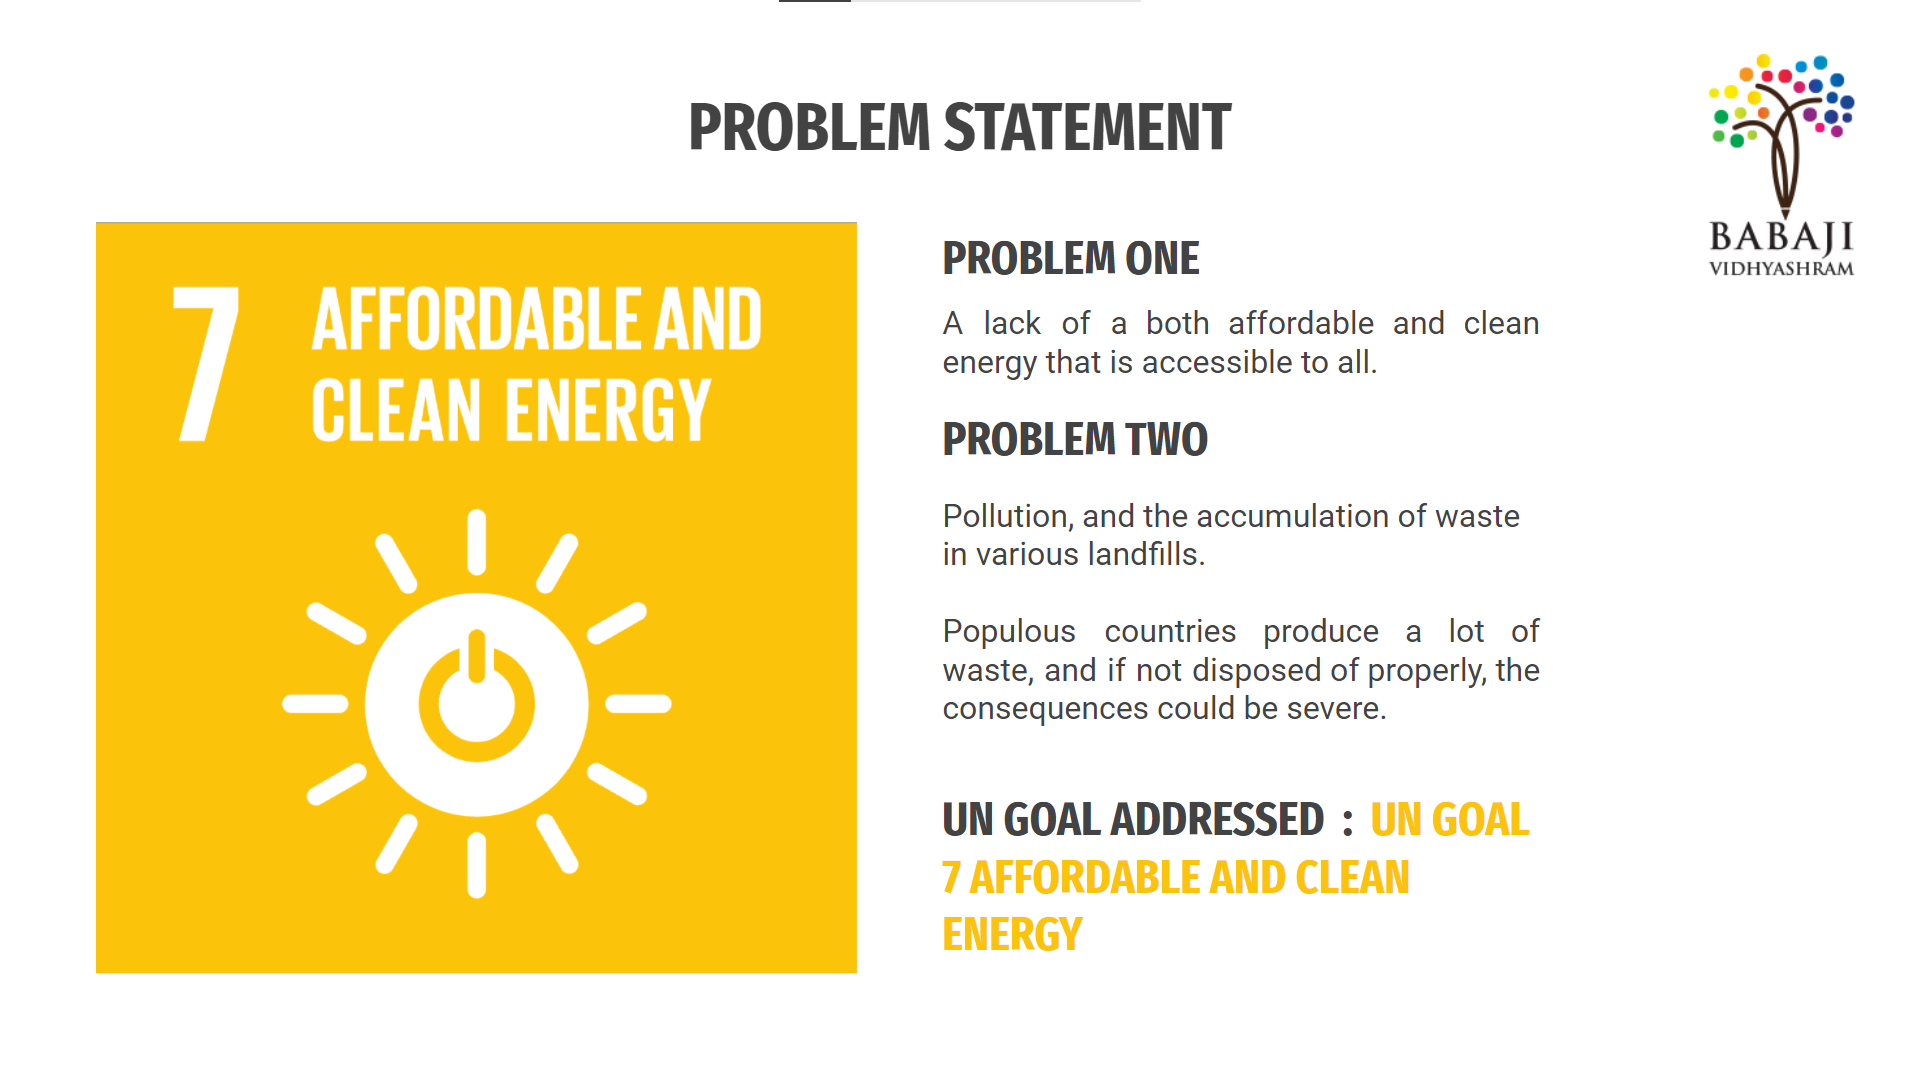 PROBLEM STATEMENT
BABAJI
VIDHYASHRAM
7 AFFORDABLE AND
CLEAN ENERGY
PROBLEM ONE
A lack of a both affordable and clean
energy that is accessible to all.
PROBLEM TWO
Pollution, and the accumulation of waste
in various landfills.
Populous countries produce a lot of
waste, and if not disposed of properly, the
consequences could be severe.
UN GOAL ADDRESSED : UN GOAL
7 AFFORDABLE AND CLEAN
ENERGY